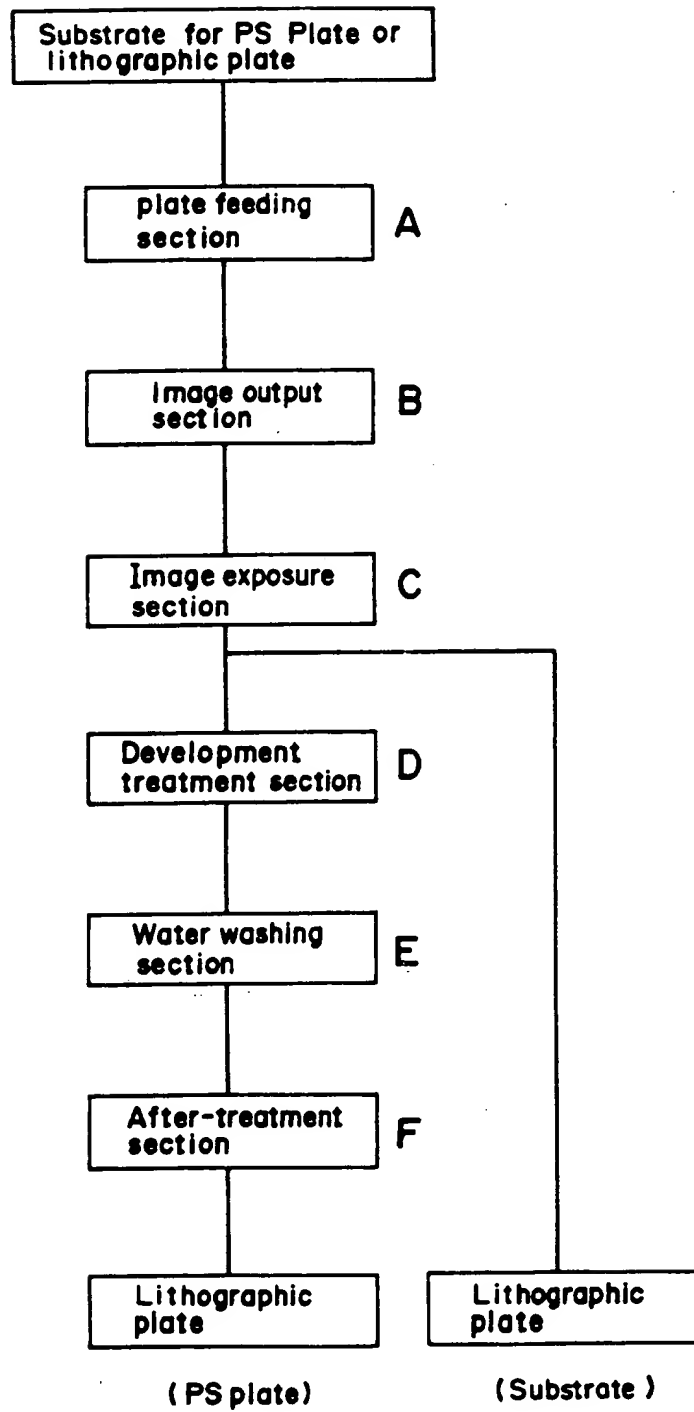 Substrate for PS Plate or
lithographic plate
plate feeding
section
A
Image output
section
B
Image exposure
section
C
Development
treatment section
D
Water washing
section
E
After-treatment
section
F
Lithographic
plate
Lithographic
plate
(PS plate)
(Substrate)